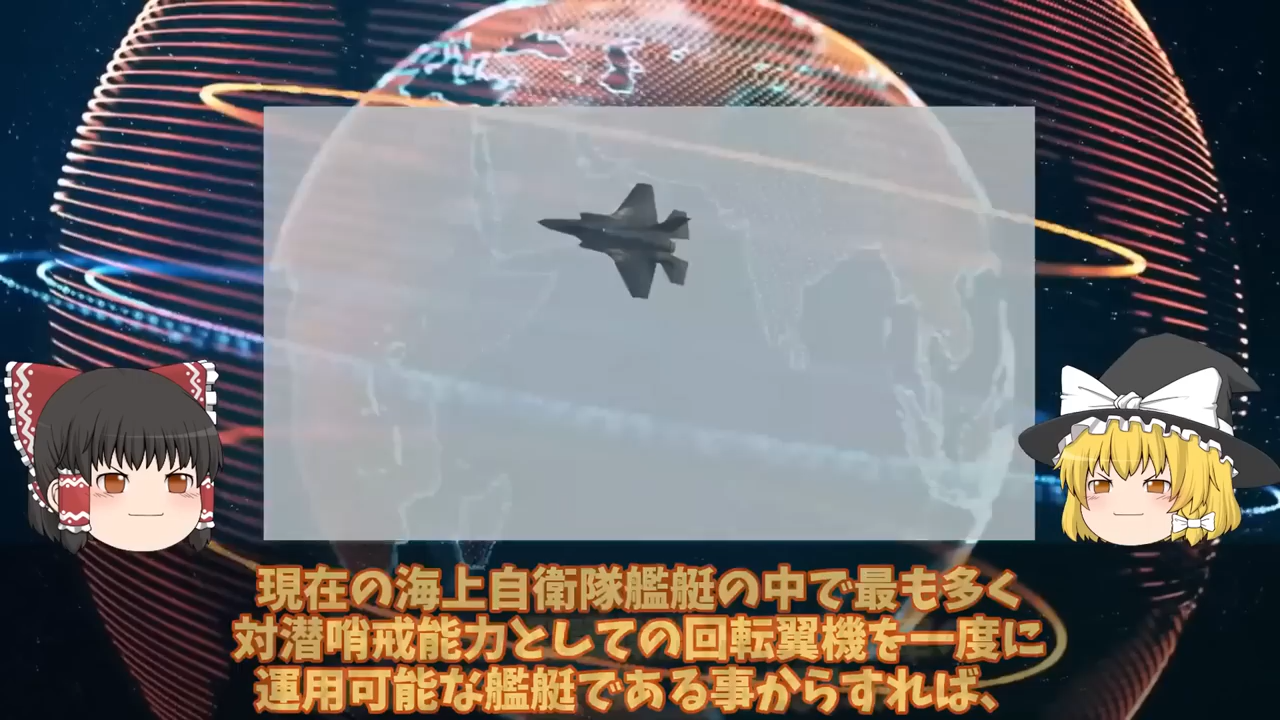 現在の海上自衛隊艦艇の中で最も多く
対潜哨戒能力としての回転翼機を一度に
運用可能な艦艇である事からすれば、